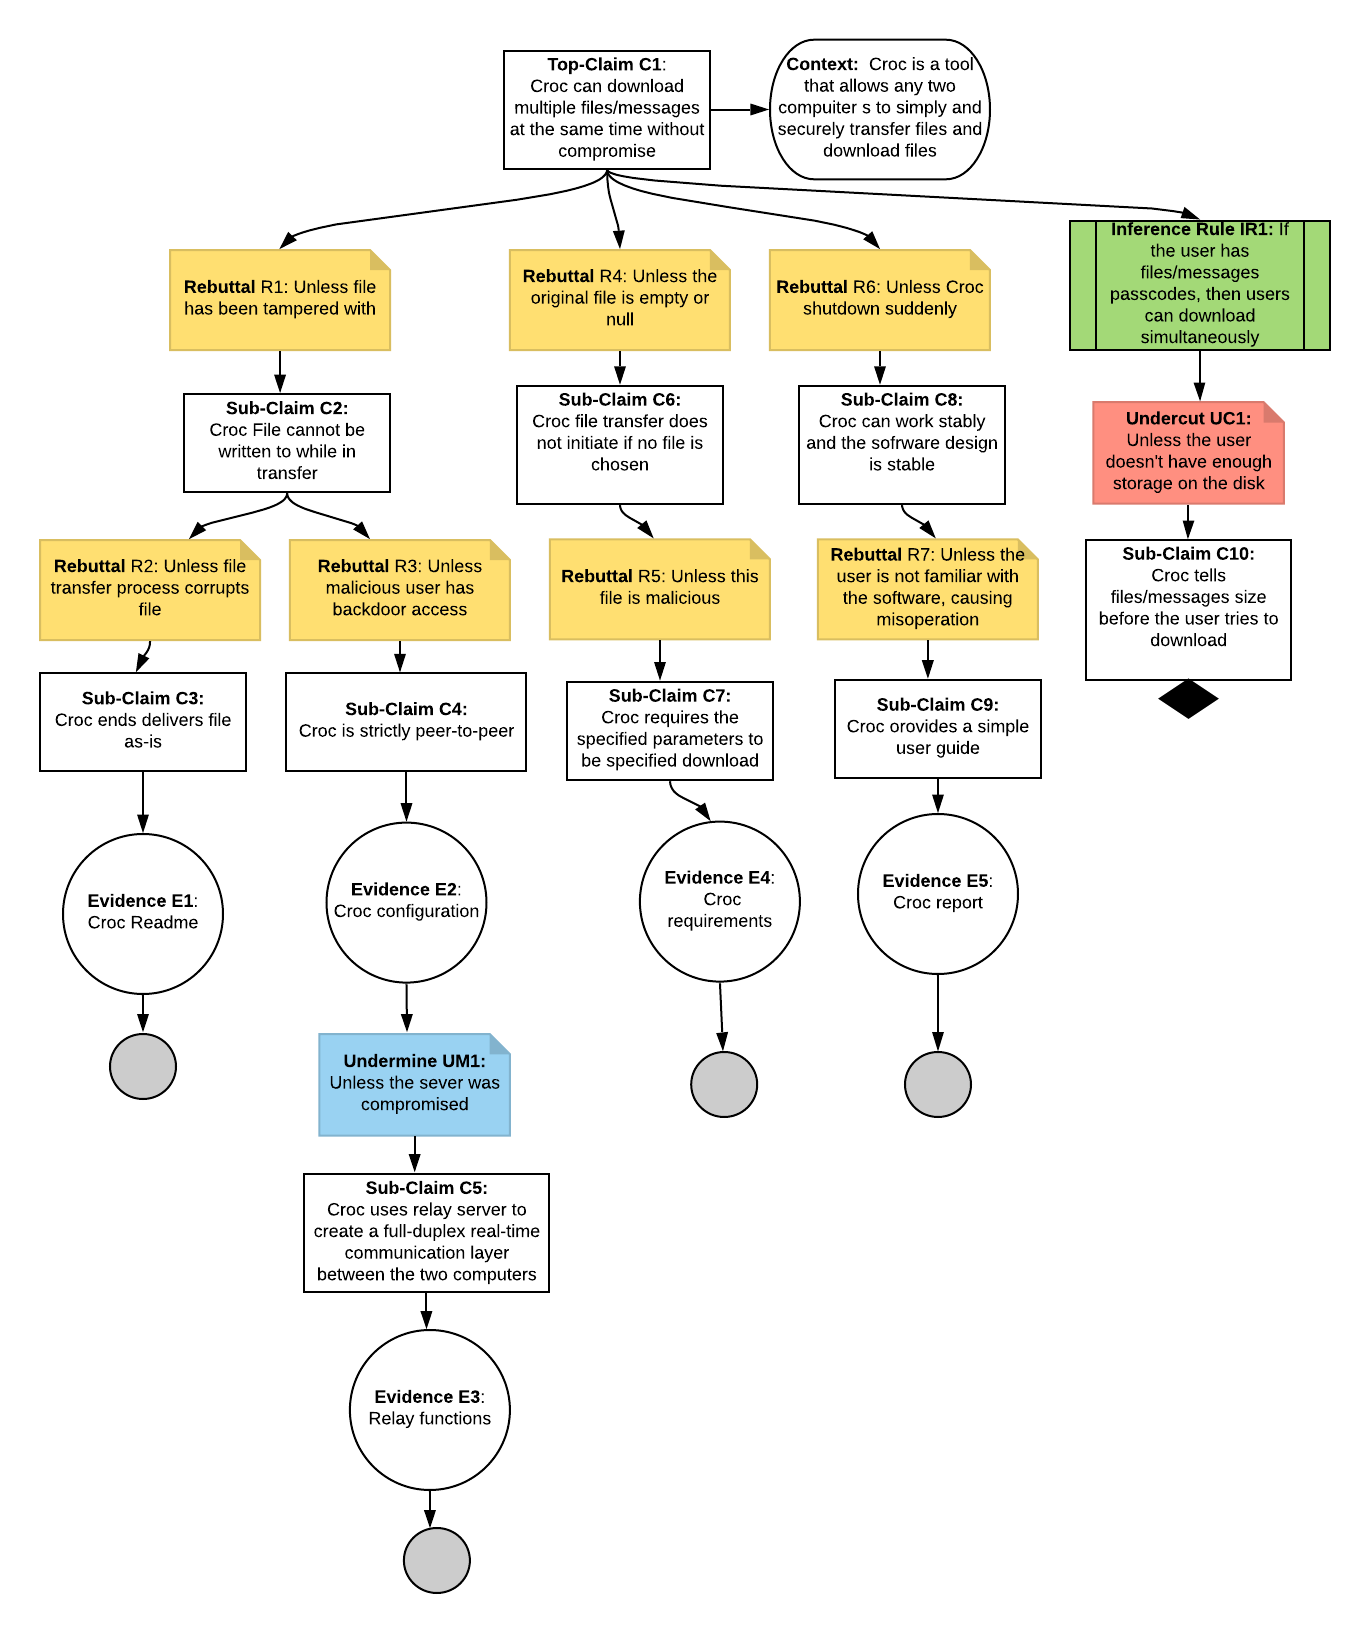 Top-Claim C1:
Croc can download
multiple files/messages
at the same time without
compromise
Context:  Croc is a tool
that allows any two
compuiter s to simply and
securely transfer files and
download files
Rebuttal R1: Unless file
has been tampered with
Rebuttal R4: Unless the
original file is empty or
null
Rebuttal R6: Unless Croc
shutdown suddenly
Inference Rule IR1: If
the user has
files/messages
passcodes, then users
can download
simultaneously
Sub-Claim C2:
Croc File cannot be
written to while in
transfer
Sub-Claim C6:
Croc file transfer does
not initiate if no file is
chosen
Sub-Claim C8:
Croc can work stably
and the sofrware design
is stable
Undercut UC1:
Unless the user
doesn't have enough
storage on the disk
Rebuttal R2: Unless file
transfer process corrupts
file
Rebuttal R3: Unless
malicious user has
backdoor access
Rebuttal R5: Unless this
file is malicious
Rebuttal R7: Unless the
user is not familiar with
the software, causing
misoperation
Sub-Claim C10:
Croc tells
files/messages size
before the user tries to
download
Sub-Claim C3:
Croc ends delivers file
as-is
Sub-Claim C4:
Croc is strictly peer-to-peer
Sub-Claim C7:
Croc requires the
specified parameters to
be specified download
Sub-Claim C9:
Croc orovides a simple
user guide
Evidence E1:
Croc Readme
Evidence E2:
Croc configuration
Evidence E4:
Croc
requirements
Evidence E5:
Croc report
Undermine UM1:
Unless the sever was
compromised
Sub-Claim C5:
Croc uses relay server to
create a full-duplex real-time
communication layer
between the two computers
Evidence E3:
Relay functions